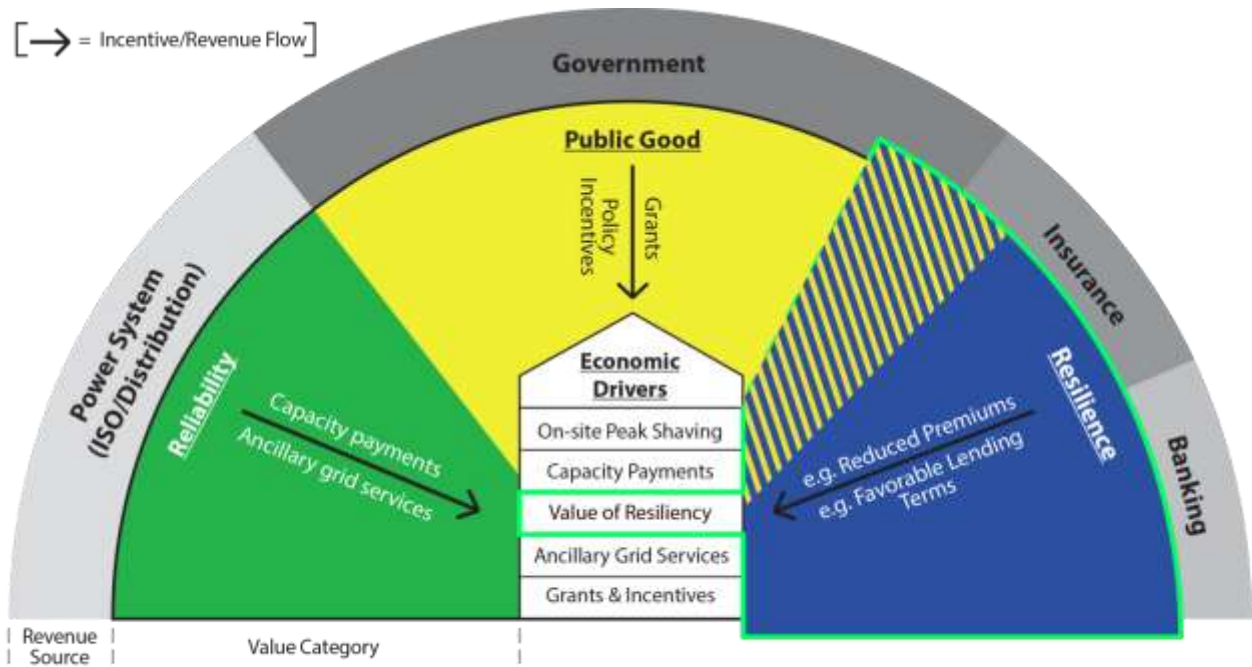 [→ = Incentive/Revenue Flow]
Government
Public Good
Grants
Policy
Incentives
Power System
(ISO/Distribution)
Reliability
Capacity payments
Ancillary grid services
Economic
Drivers
On-site Peak Shaving
Capacity Payments
Value of Resiliency
Ancillary Grid Services
Grants & Incentives
Insurance
Resilience
e.g. Reduced Premiums
e.g. Favorable Lending
Terms
Banking
Revenue
Source
Value Category